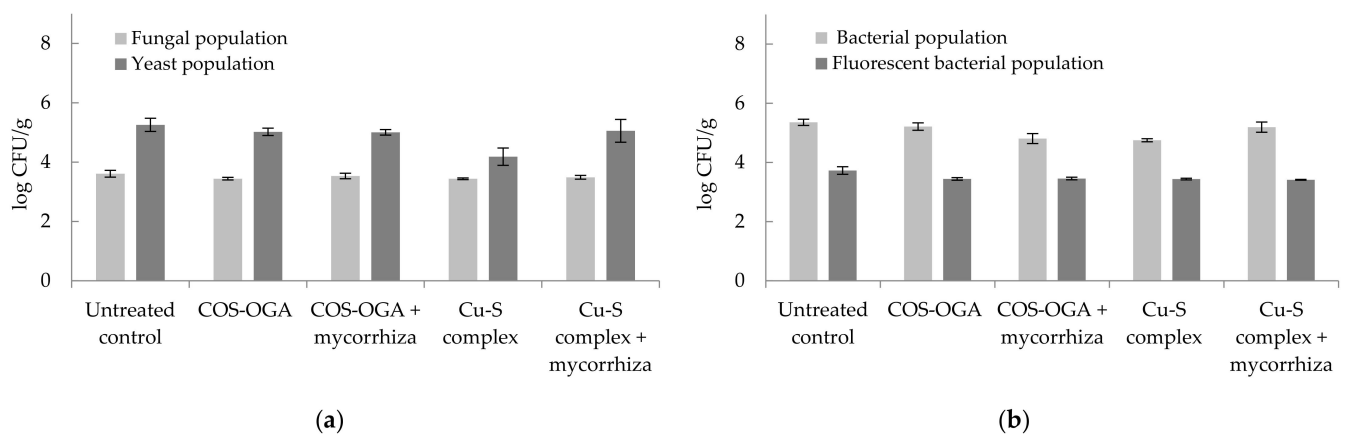 8
6
4
2
0
log CFU/g
Fungal population
Yeast population
Untreated
control
COS-OGA
COS-OGA +
mycorrhiza
Cu-S
complex
Cu-S
complex +
mycorrhiza
(a)
8
6
4
2
0
log CFU/g
Bacterial population
Fluorescent bacterial population
Untreated
control
COS-OGA
COS-OGA +
mycorrhiza
Cu-S
complex
Cu-S
complex +
mycorrhiza
(b)